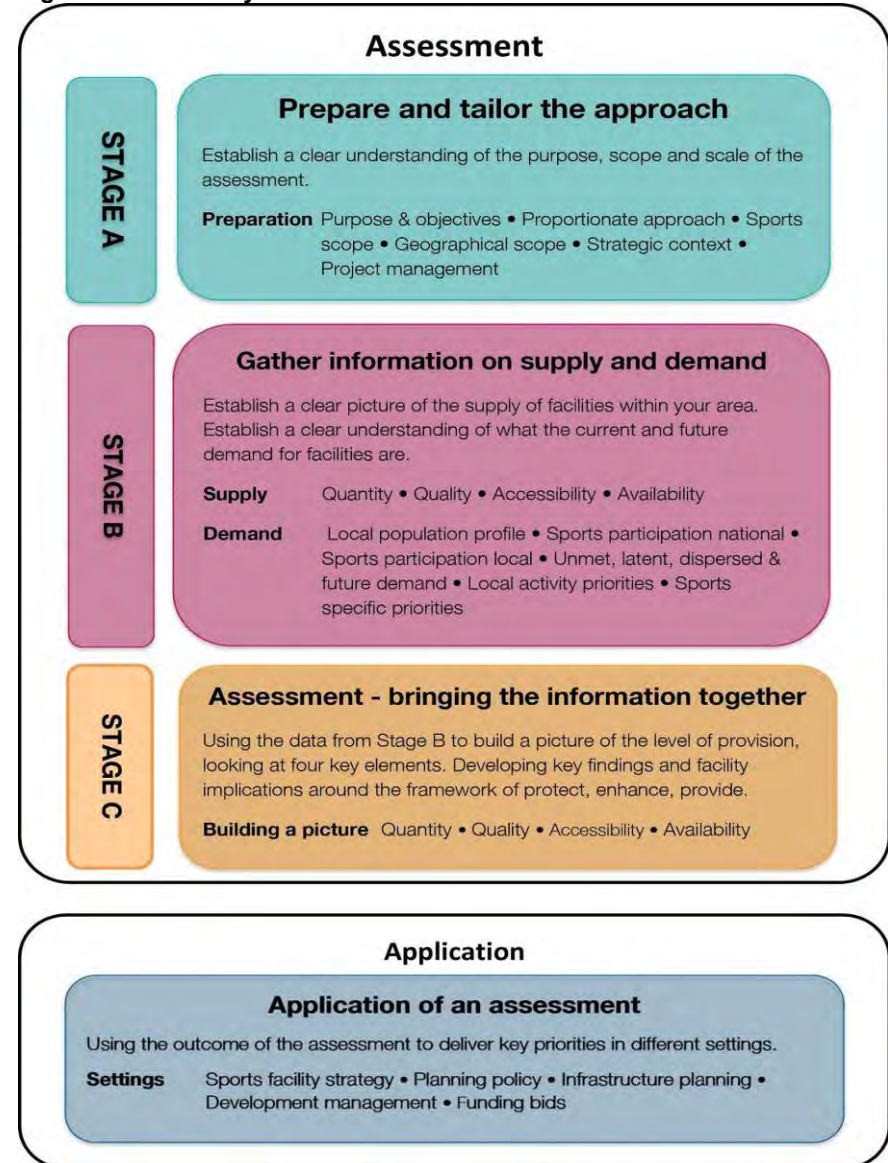 Assessment
STAGE A
Prepare and tailor the approach
Establish a clear understanding of the purpose, scope and scale of the
assessment.
Preparation Purpose & objectives • Proportionate approach • Sports
scope • Geographical scope • Strategic context •
Project management
STAGE B
Gather information on supply and demand
Establish a clear picture of the supply of facilities within your area.
Establish a clear understanding of what the current and future
demand for facilities are.
Supply Quantity • Quality • Accessibility • Availability
Demand Local population profile • Sports participation national •
Sports participation local • Unmet, latent, dispersed &
future demand • Local activity priorities • Sports
specific priorities
STAGE C
Assessment - bringing the information together
Using the data from Stage B to build a picture of the level of provision,
looking at four key elements. Developing key findings and facility
implications around the framework of protect, enhance, provide.
Building a picture Quantity • Quality • Accessibility • Availability
Application
Application of an assessment
Using the outcome of the assessment to deliver key priorities in different settings.
Settings Sports facility strategy • Planning policy • Infrastructure planning •
Development management • Funding bids